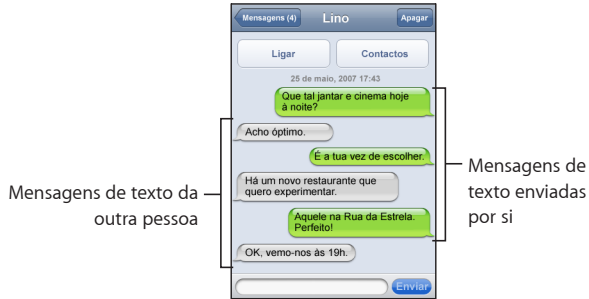 Mensagens (4)
Lino
Apagar
Ligar
Contactos
25 de maio, 2007 17:43
Que tal jantar e cinema hoje
à noite?
Acho óptimo.
É a tua vez de escolher.
Há um novo restaurante que
quero experimentar.
Aquele na Rua da Estrela.
Perfeito!
OK, vemo-nos às 19h.
Enviar
Mensagens de texto da
outra pessoa
Mensagens de
texto enviadas
por si